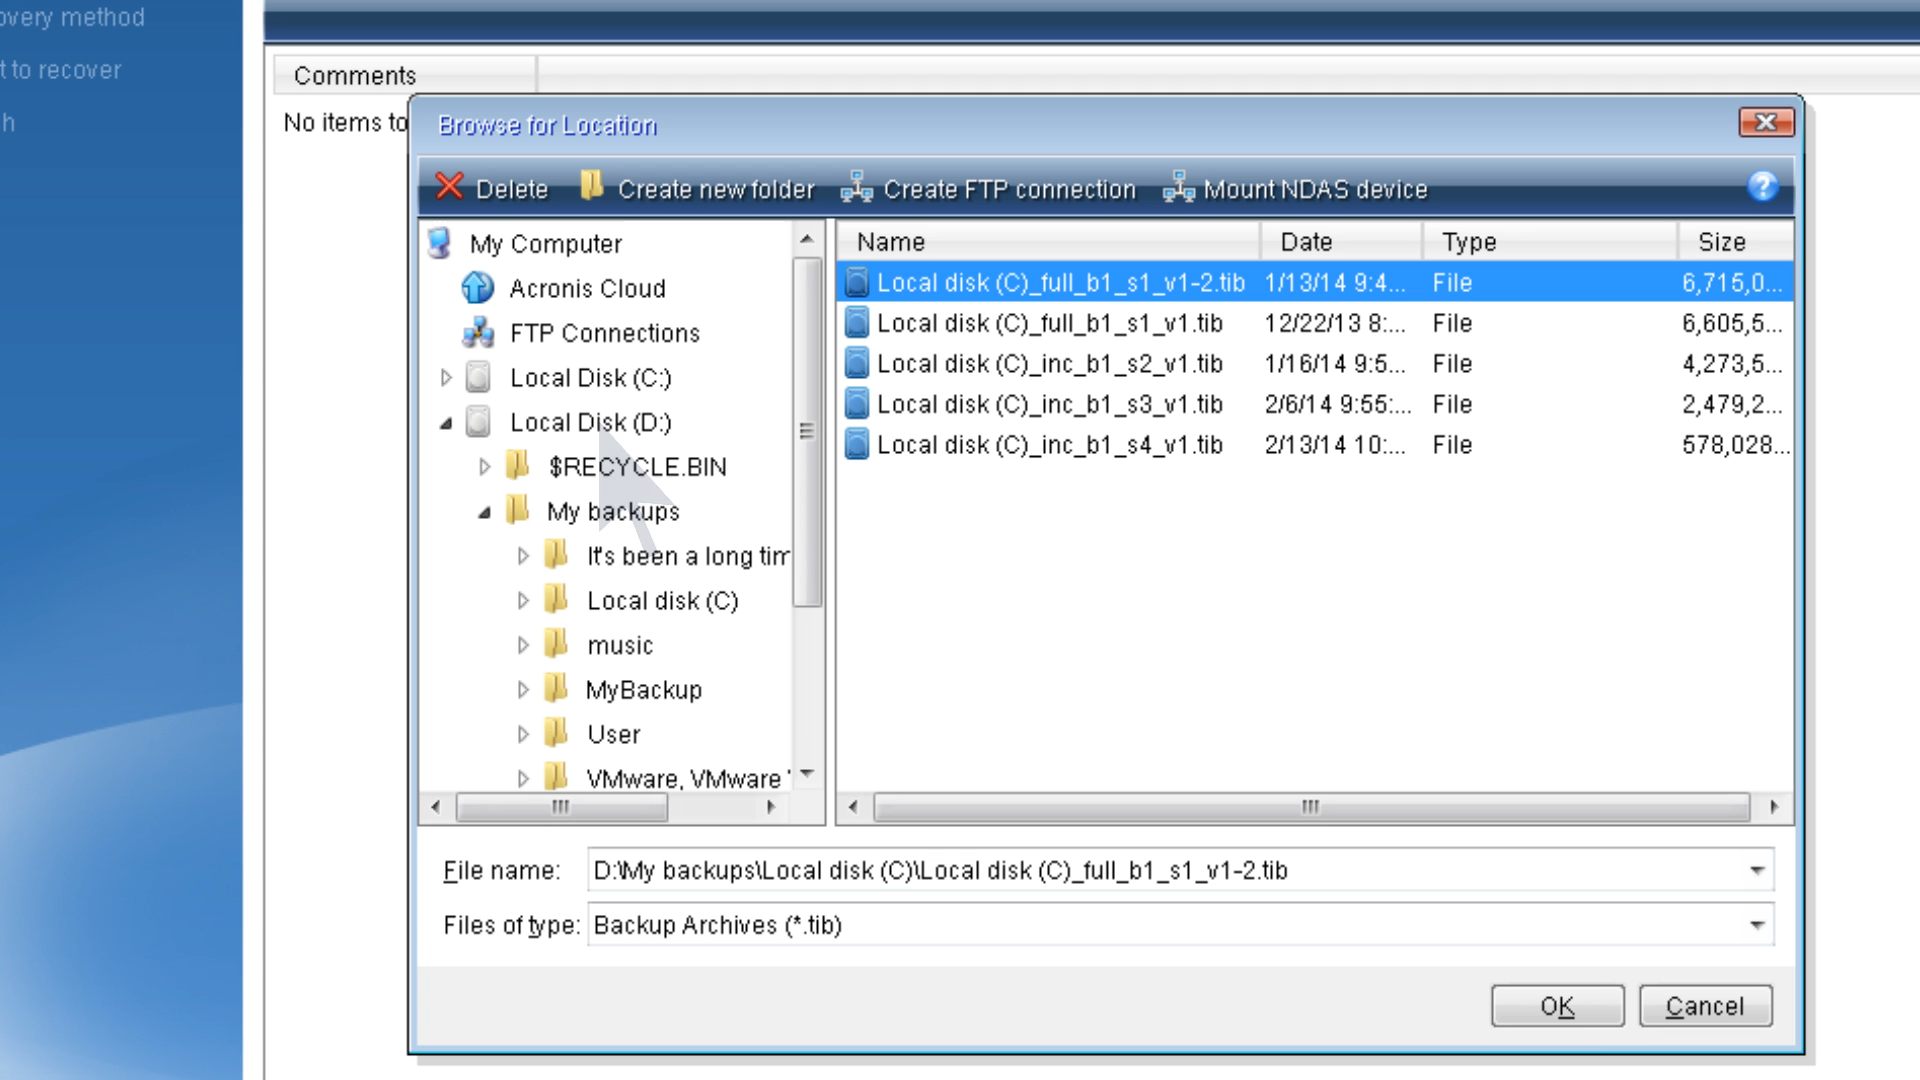 overy method
t to recover
h
Comments
No items to
Browse for Location
Delete Create new folder Create FTP connection Mount NDAS device
My Computer
Acronis Cloud
FTP Connections
Local Disk (C:)
Local Disk (D:)
$RECYCLE.BIN
My backups
It's been a long tim
Local disk (C)
music
MyBackup
User
VMware, VMware
Name Date Type Size
Local disk (C)_full_b1_s1_v1-2.tib 1/13/14 9:4... File 6,715,0...
Local disk (C)_full_b1_s1_v1.tib 12/22/13 8:... File 6,605,5...
Local disk (C)_inc_b1_s2_v1.tib 1/16/14 9:5... File 4,273,5...
Local disk (C)_inc_b1_s3_v1.tib 2/6/14 9:55:... File 2,479,2...
Local disk (C)_inc_b1_s4_v1.tib 2/13/14 10:... File 578,028...
File name: D:\My backups\Local disk (C)\Local disk (C)_full_b1_s1_v1-2.tib
Files of type: Backup Archives (*.tib)
OK Cancel